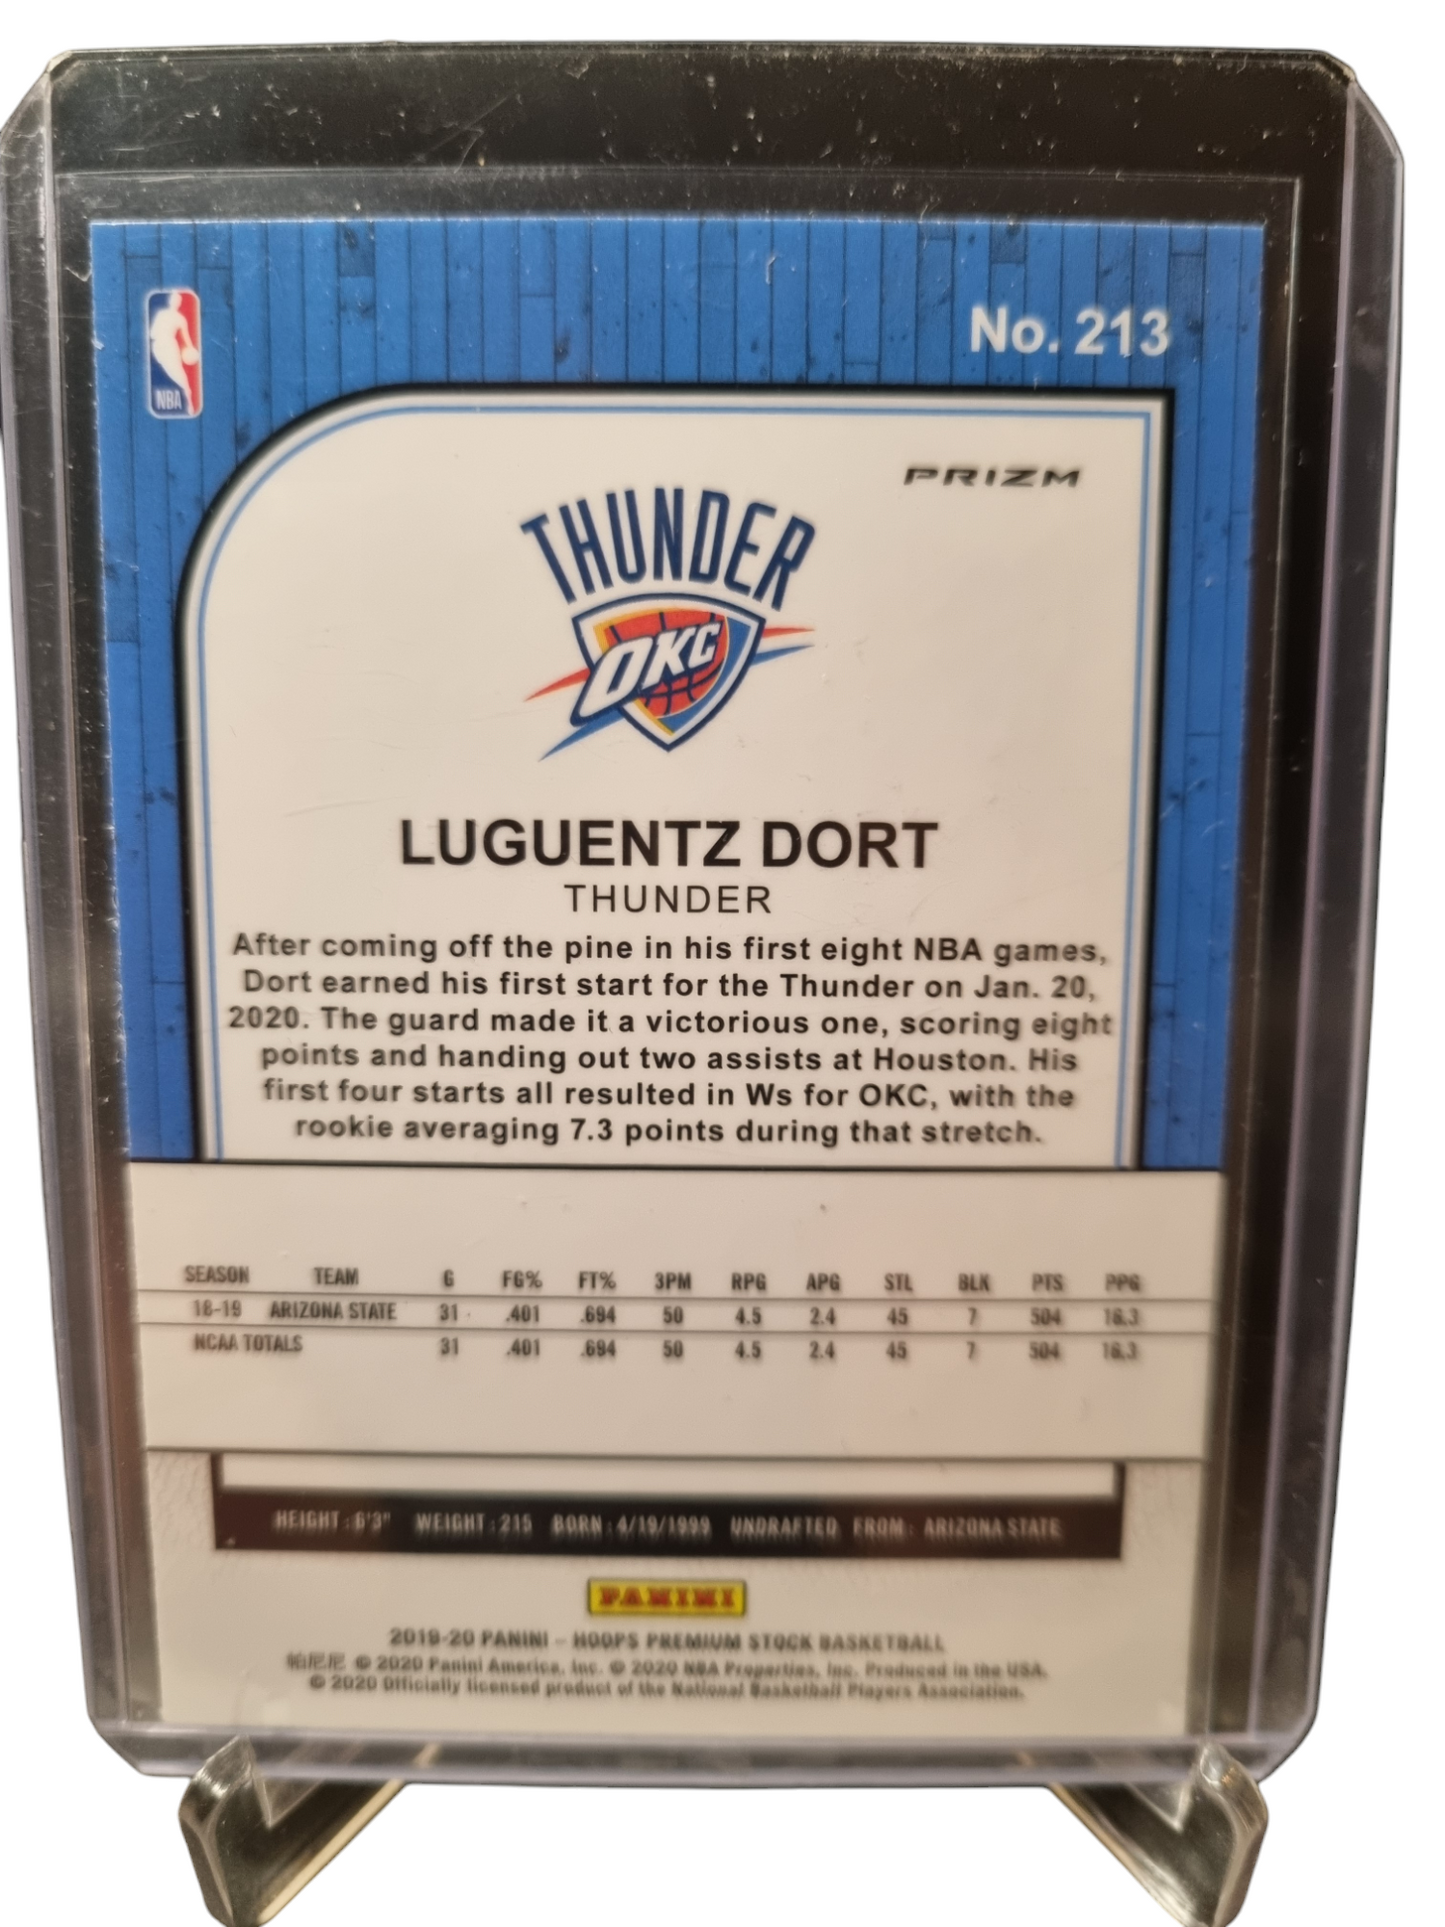 NBA
No. 213
PRIZM
THUNDER
OKC
LUGUENTZ DORT
THUNDER
After coming off the pine in his first eight NBA games,
Dort earned his first start for the Thunder on Jan. 20,
2020. The guard made it a victorious one, scoring eight
points and handing out two assists at Houston. His
first four starts all resulted in Ws for OKC, with the
rookie averaging 7.3 points during that stretch.
SEASON TEAM G FG% FT% 3PM RPG APG STL BLK PTS PPG
18-19 ARIZONA STATE 31 .401 .694 50 4.5 2.4 45 7 504 16.3
NCAA TOTALS 31 .401 .694 50 4.5 2.4 45 7 504 16.3
HEIGHT : 6'3" WEIGHT : 215 BORN : 4/19/1999 UNDRAFTED FROM : ARIZONA STATE
PANINI
2019-20 PANINI – HOOPS PREMIUM STOCK BASKETBALL
帕尼尼 © 2020 Panini America, Inc. © 2020 NBA Properties, Inc. Produced in the USA.
© 2020 Officially licensed product of the National Basketball Players Association.